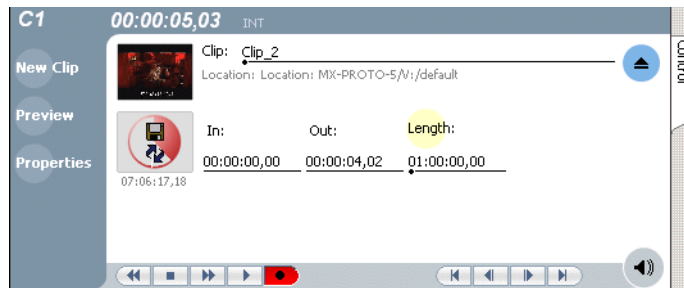 C1 00:00:05,03 INT
Clip: Clip_2
Location: Location: MX-PROTO-5/V:/default
New Clip
Preview
Properties
In: Out: Length:
00:00:00,00 00:00:04,02 01:00:00,00
07:06:17,18
Control